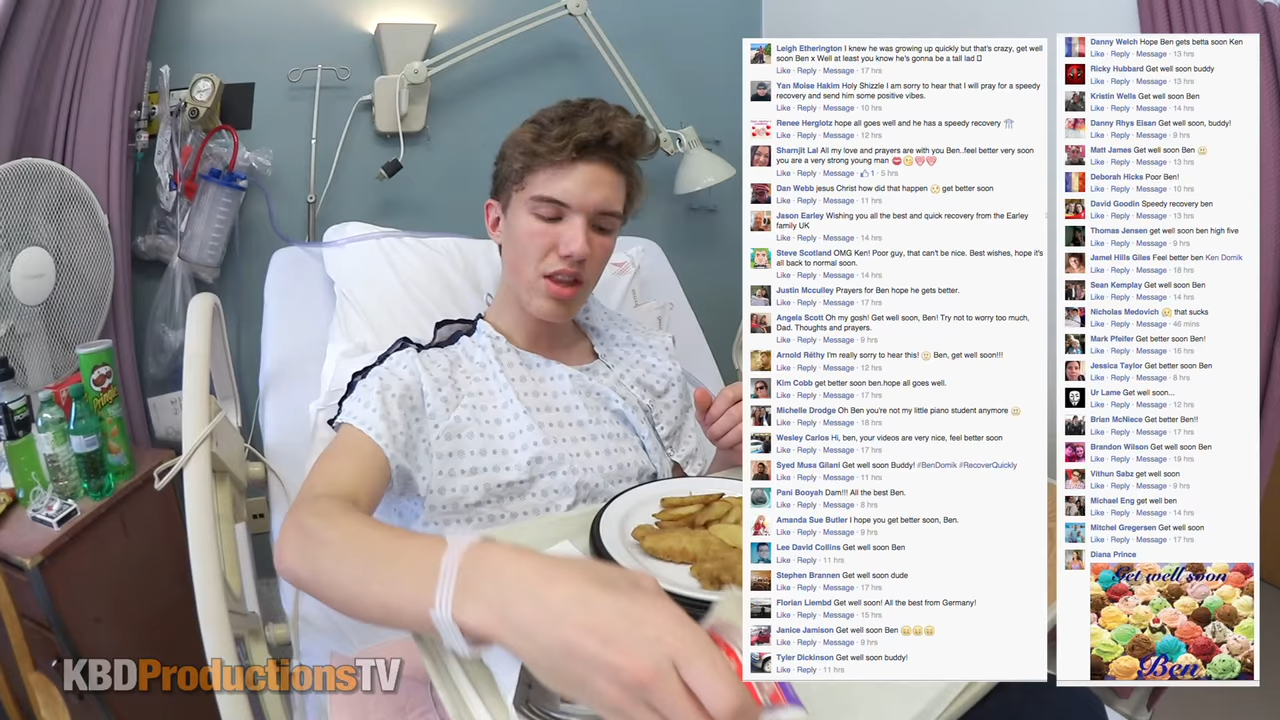 Leigh Etherington I knew he was growing up quickly but that's crazy, get well
soon Ben x Well at least you know he's gonna be a tall lad
Like · Reply · Message · 17 hrs
Yan Moise Hakim Holy Shizzle I am sorry to hear that I will pray for a speedy
recovery and send him some positive vibes.
Like · Reply · Message · 10 hrs
Renee Herglotz hope all goes well and he has a speedy recovery
Like · Reply · Message · 12 hrs
Sharnjit Lal All my love and prayers are with you Ben..feel better very soon
you are a very strong young man
Like · Reply · Message · 1 · 5 hrs
Dan Webb jesus Christ how did that happen 😕 get better soon
Like · Reply · Message · 11 hrs
Jason Earley Wishing you all the best and quick recovery from the Earley
family UK
Like · Reply · Message · 14 hrs
Steve Scotland OMG Ken! Poor guy, that can't be nice. Best wishes, hope it's
all back to normal soon.
Like · Reply · Message · 14 hrs
Justin Mcculley Prayers for Ben hope he gets better.
Like · Reply · Message · 17 hrs
Angela Scott Oh my gosh! Get well soon, Ben! Try not to worry too much,
Dad. Thoughts and prayers.
Like · Reply · Message · 9 hrs
Arnold Réthy I'm really sorry to hear this! Ben, get well soon!!!
Like · Reply · Message · 12 hrs
Kim Cobb get better soon ben.hope all goes well.
Like · Reply · Message · 17 hrs
Michelle Drodge Oh Ben you're not my little piano student anymore
Like · Reply · Message · 18 hrs
Wesley Carlos Hi, ben, your videos are very nice, feel better soon
Like · Reply · Message · 17 hrs
Syed Musa Gilani Get well soon Buddy! #BenDomik #RecoverQuickly
Like · Reply · Message · 11 hrs
Pani Booyah Dam!!! All the best Ben.
Like · Reply · Message · 8 hrs
Amanda Sue Butler I hope you get better soon, Ben.
Like · Reply · Message · 9 hrs
Lee David Collins Get well soon Ben
Like · Reply · 11 hrs
Stephen Brannen Get well soon dude
Like · Reply · Message · 17 hrs
Florian Liembd Get well soon! All the best from Germany!
Like · Reply · Message · 15 hrs
Janice Jamison Get well soon Ben
Like · Reply · Message · 9 hrs
Tyler Dickinson Get well soon buddy!
Like · Reply · 11 hrs
Danny Welch Hope Ben gets betta soon Ken
Like · Reply · Message · 13 hrs
Ricky Hubbard Get well soon buddy
Like · Reply · Message · 13 hrs
Kristin Wells Get well soon Ben
Like · Reply · Message · 14 hrs
Danny Rhys Elsan Get well soon, buddy!
Like · Reply · Message · 9 hrs
Matt James Get well soon Ben
Like · Reply · Message · 13 hrs
Deborah Hicks Poor Ben!
Like · Reply · Message · 10 hrs
David Goodin Speedy recovery ben
Like · Reply · Message · 13 hrs
Thomas Jensen get well soon ben high five
Like · Reply · Message · 9 hrs
Jamel Hills Giles Feel better ben Ken Domik
Like · Reply · Message · 18 hrs
Sean Kemplay Get well soon Ben
Like · Reply · Message · 14 hrs
Nicholas Medovich that sucks
Like · Reply · Message · 46 mins
Mark Pfeifer Get better soon Ben!
Like · Reply · Message · 16 hrs
Jessica Taylor Get better soon Ben
Like · Reply · Message · 8 hrs
Ur Lame Get well soon...
Like · Reply · Message · 12 hrs
Brian McNiece Get better Ben!!
Like · Reply · Message · 17 hrs
Brandon Wilson Get well soon Ben
Like · Reply · Message · 19 hrs
Vithun Sabz get well soon
Like · Reply · Message · 9 hrs
Michael Eng get well ben
Like · Reply · Message · 14 hrs
Mitchel Gregersen Get well soon
Like · Reply · Message · 17 hrs
Diana Prince
Get well soon
Ben
Pringles
KBDProductionsTV